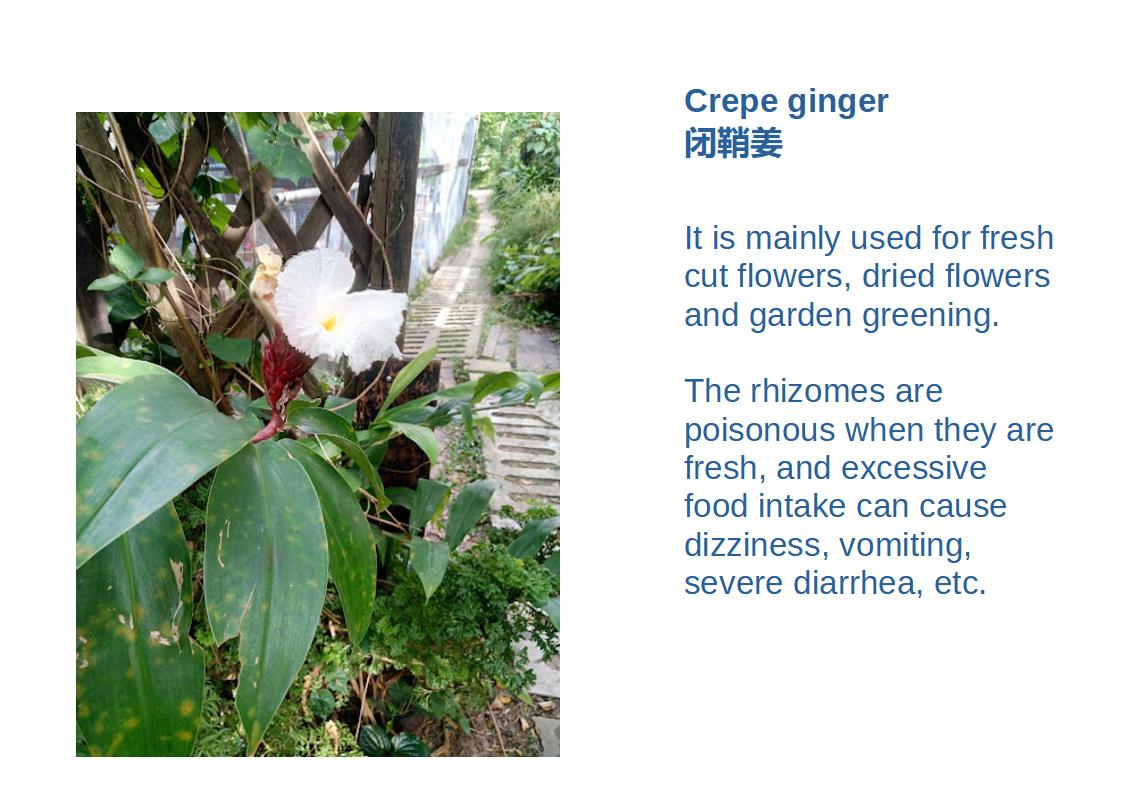 Crepe ginger
闭鞘姜
It is mainly used for fresh
cut flowers, dried flowers
and garden greening.
The rhizomes are
poisonous when they are
fresh, and excessive
food intake can cause
dizziness, vomiting,
severe diarrhea, etc.